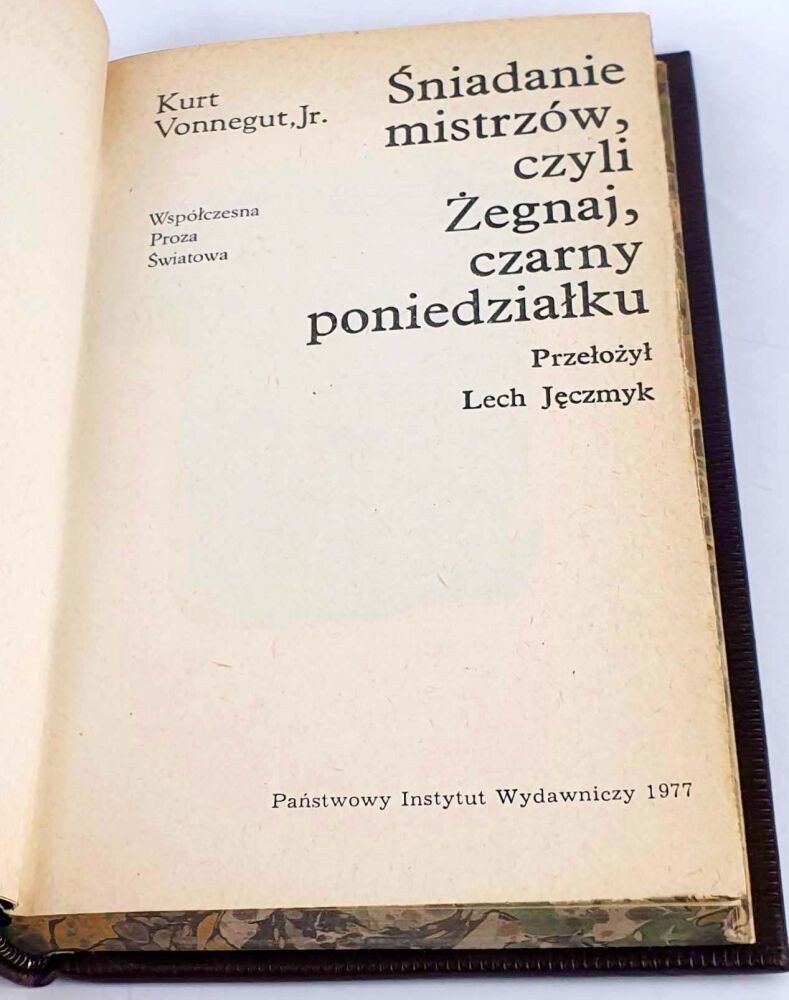 Kurt
Vonnegut, Jr.
Współczesna
Proza
Światowa
Śniadanie
mistrzów,
czyli
Żegnaj,
czarny
poniedziałku
Przełożył
Lech Jęczmyk
Państwowy Instytut Wydawniczy 1977